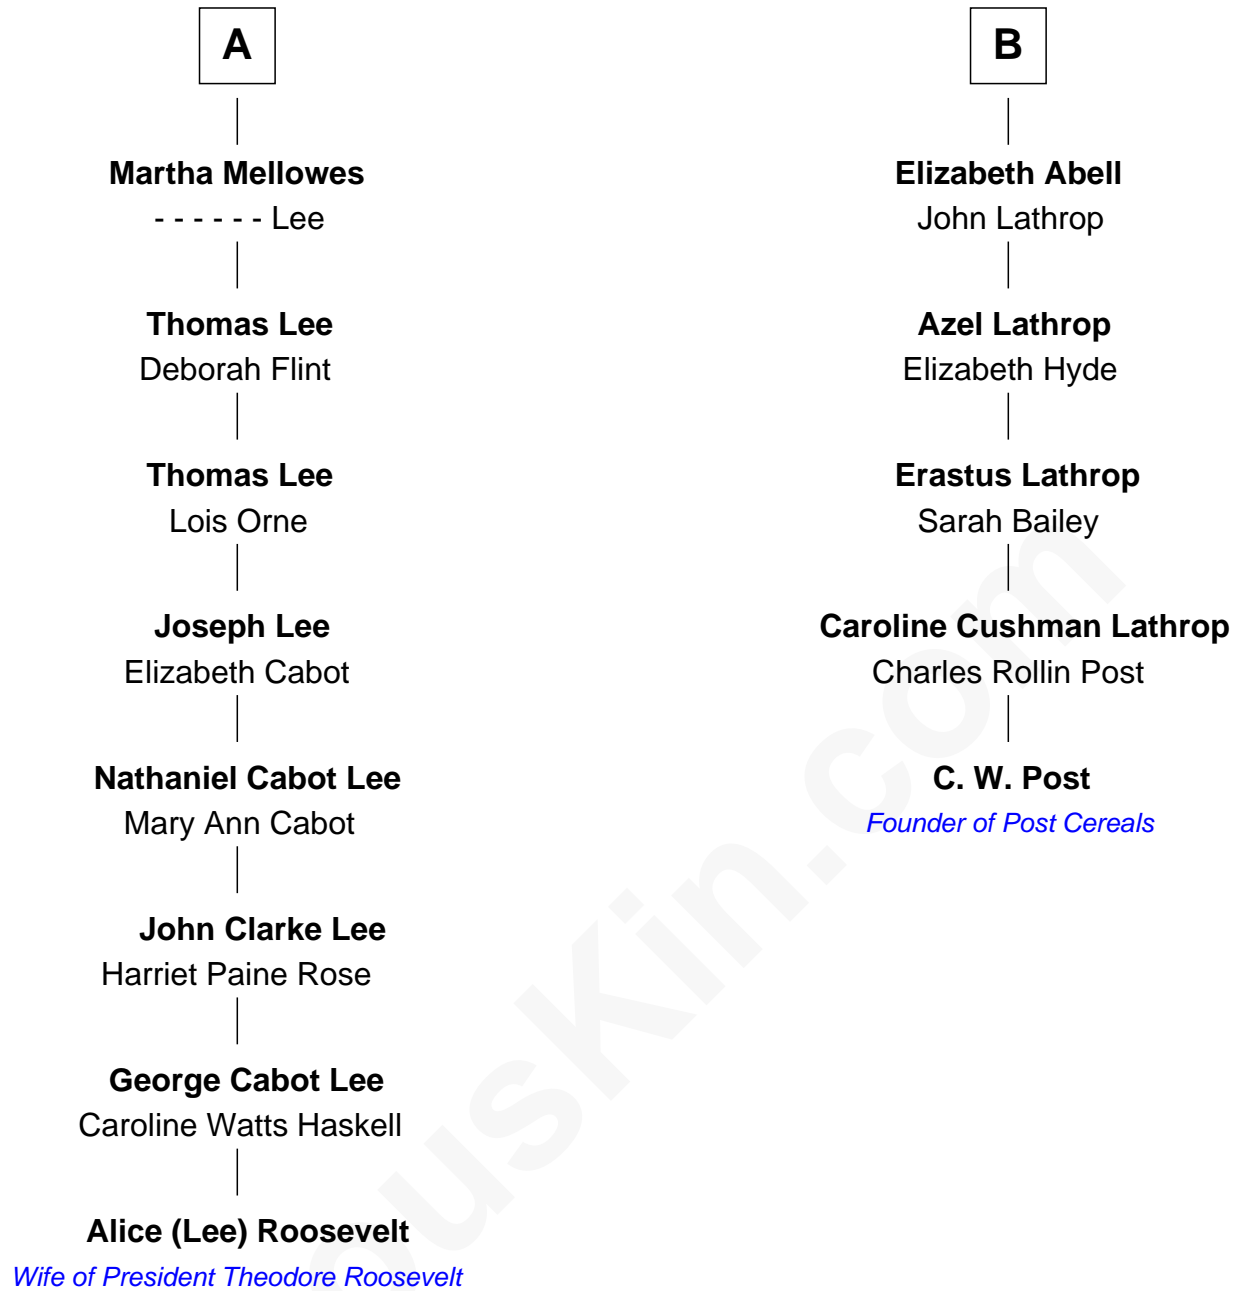 A
Martha Mellowes
- - - - - - Lee
Thomas Lee
Deborah Flint
Thomas Lee
Lois Orne
Joseph Lee
Elizabeth Cabot
Nathaniel Cabot Lee
Mary Ann Cabot
John Clarke Lee
Harriet Paine Rose
George Cabot Lee
Caroline Watts Haskell
Alice (Lee) Roosevelt
Wife of President Theodore Roosevelt
B
Elizabeth Abell
John Lathrop
Azel Lathrop
Elizabeth Hyde
Erastus Lathrop
Sarah Bailey
Caroline Cushman Lathrop
Charles Rollin Post
C. W. Post
Founder of Post Cereals
ousKin.com